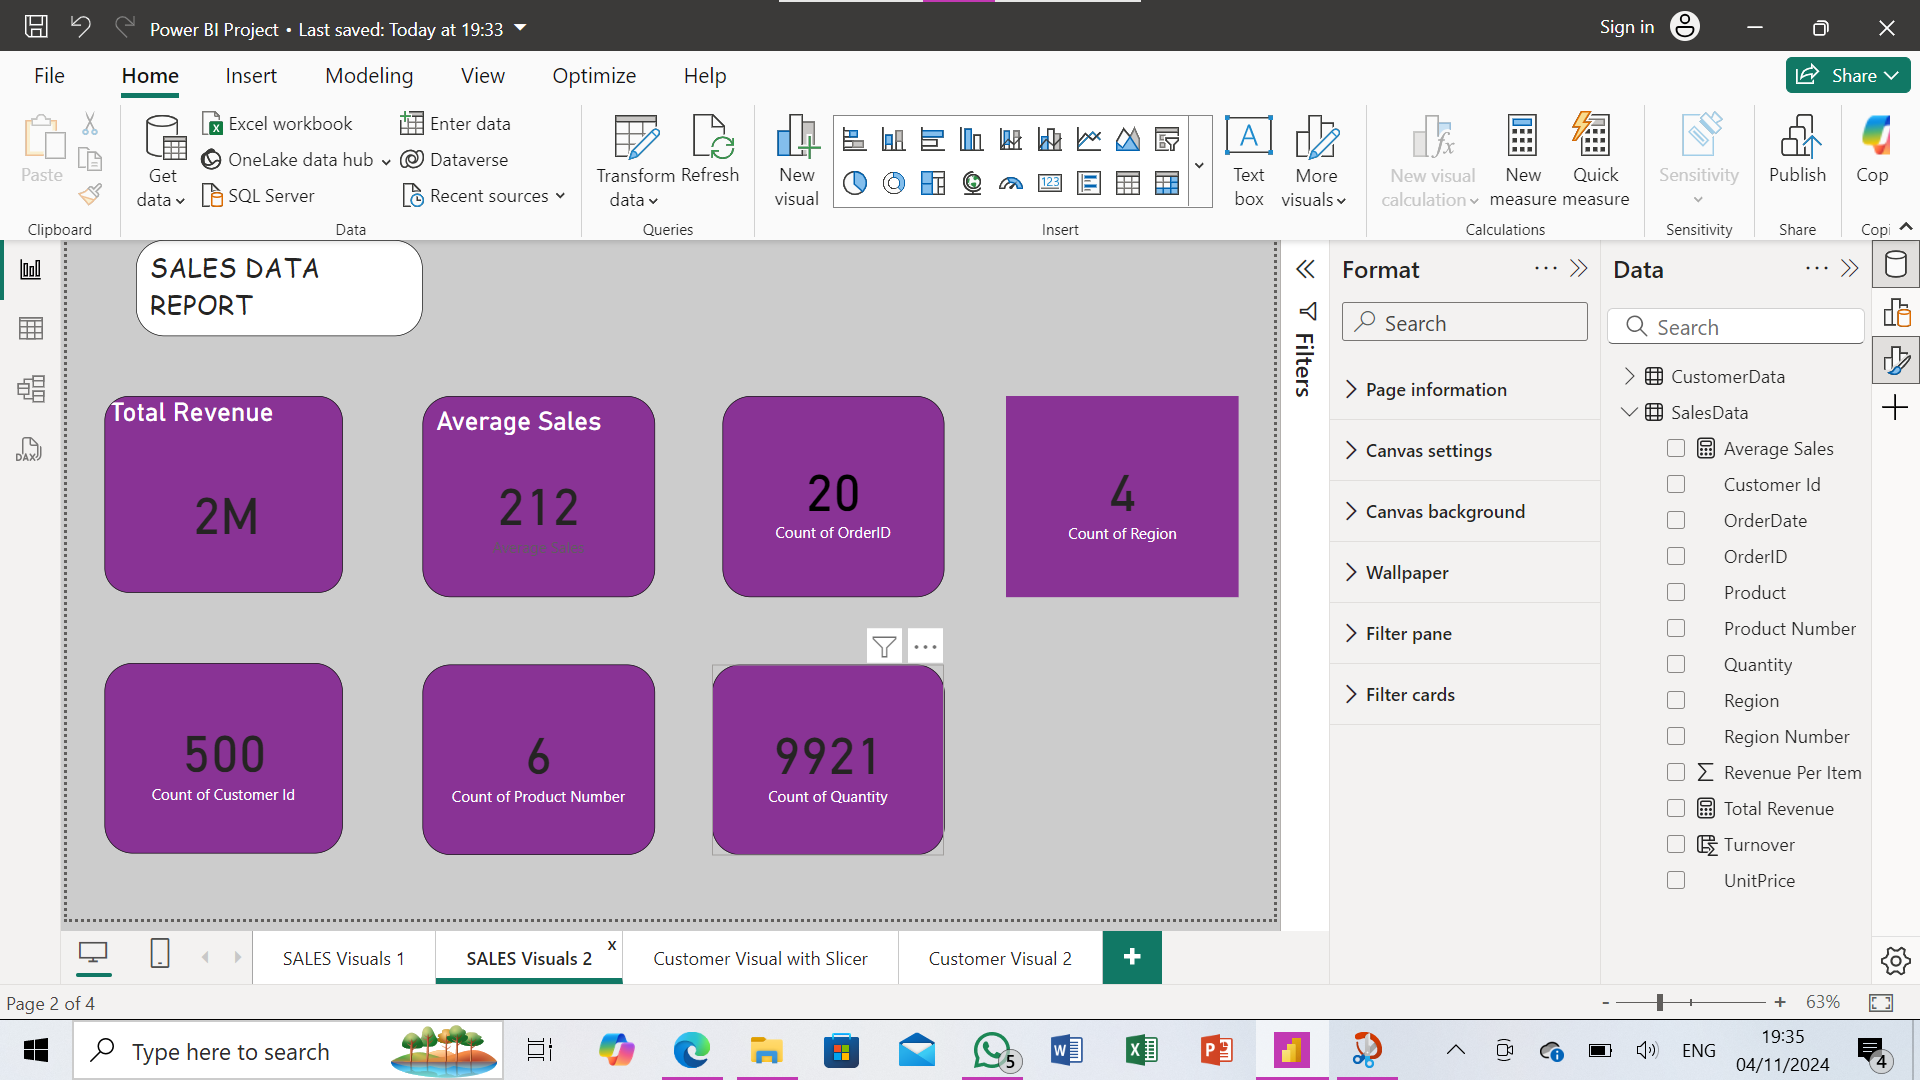 Power BI Project • Last saved: Today at 19:33
Sign in
File
Home
Insert
Modeling
View
Optimize
Help
Share
Paste
Clipboard
Get
data
Excel workbook
OneLake data hub
SQL Server
Enter data
Dataverse
Recent sources
Data
Transform
data
Refresh
Queries
New
visual
123
Insert
A
Text
box
More
visuals
New visual
calculation
New
measure
Quick
measure
Calculations
Sensitivity
Sensitivity
Publish
Share
Cop
Copi
DAX
SALES DATA
REPORT
Total Revenue
2M
Average Sales
212
Average Sales
20
Count of OrderID
4
Count of Region
500
Count of Customer Id
6
Count of Product Number
9921
Count of Quantity
Filters
Format
Search
Page information
Canvas settings
Canvas background
Wallpaper
Filter pane
Filter cards
Data
Search
CustomerData
SalesData
Average Sales
Customer Id
OrderDate
OrderID
Product
Product Number
Quantity
Region
Region Number
Revenue Per Item
Total Revenue
Turnover
UnitPrice
SALES Visuals 1
SALES Visuals 2
x
Customer Visual with Slicer
Customer Visual 2
+
Page 2 of 4
- + 63%
Type here to search
5
ENG
19:35
04/11/2024
4